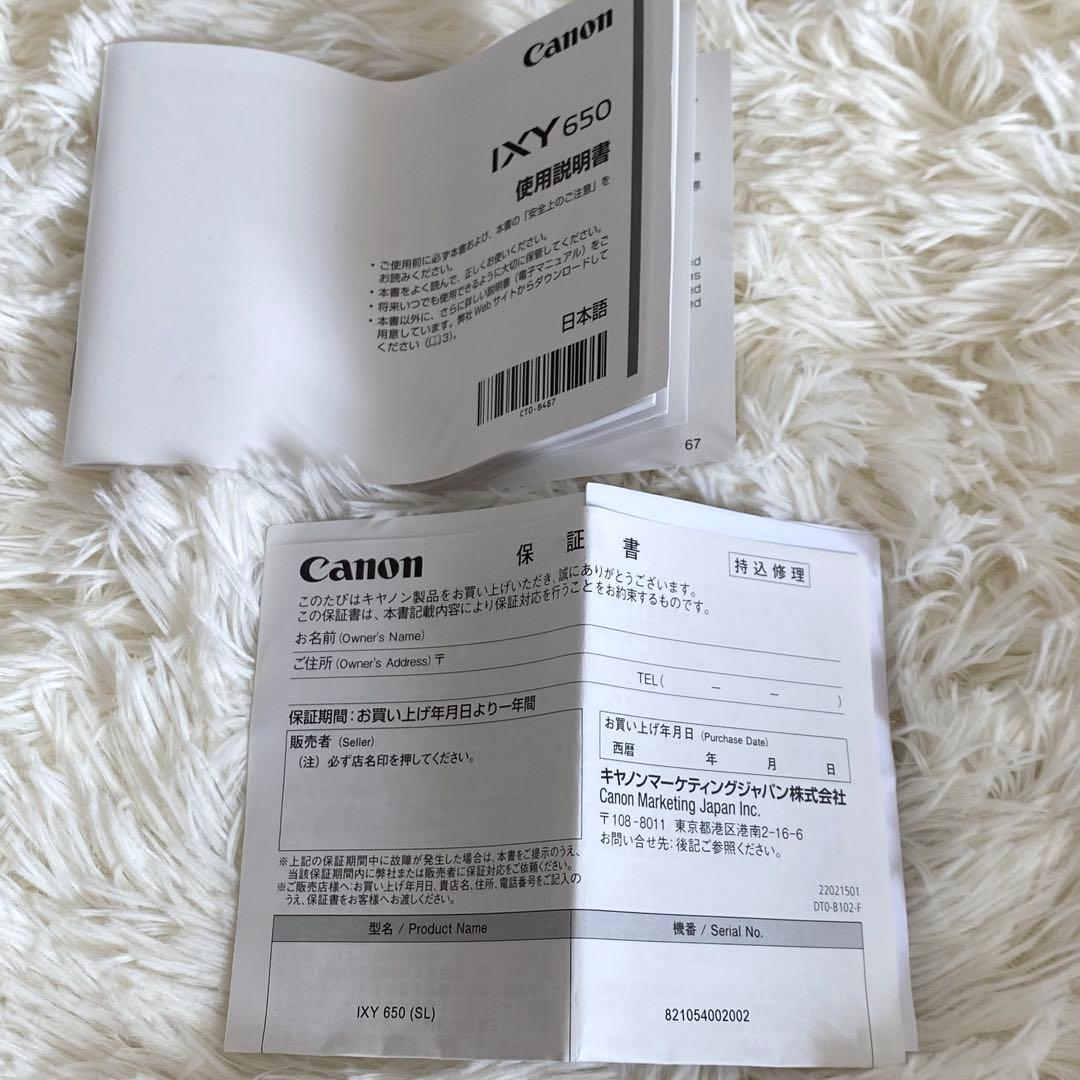 Canon
IXY 650
使用説明書
• ご使用前に必ず本書および、本書の「安全上のご注意」を
お読みください。
• 本書をよく読んで、正しくお使いください。
• 将来いつでも使用できるように大切に保管してください。
• 本書以外に、さらに詳しい説明書（電子マニュアル）をご
用意しています。弊社Webサイトからダウンロードして
ください（📖3）。
日本語
CT0-B487
67
Canon
保 証 書
持込修理
このたびはキヤノン製品をお買い上げいただき、誠にありがとうございます。
この保証書は、本書記載内容により保証対応を行うことをお約束するものです。
お名前 (Owner's Name)
ご住所 (Owner's Address) 〒
TEL( － － )
保証期間：お買い上げ年月日より一年間
販売者 (Seller)
（注）必ず店名印を押してください。
お買い上げ年月日 (Purchase Date)
西暦 年 月 日
キヤノンマーケティングジャパン株式会社
Canon Marketing Japan Inc.
〒108-8011 東京都港区港南2-16-6
お問い合せ先：後記ご参照ください。
※上記の保証期間中に故障が発生した場合は、本書をご提示のうえ、
当該保証期間内に弊社または販売者に保証対応をご依頼ください。
※ご販売店様へ：お買い上げ年月日、貴店名、住所、電話番号をご記入の
うえ、保証書をお客様へお渡しください。
22021501
DT0-B102-F
型名 / Product Name
機番 / Serial No.
IXY 650 (SL)
821054002002